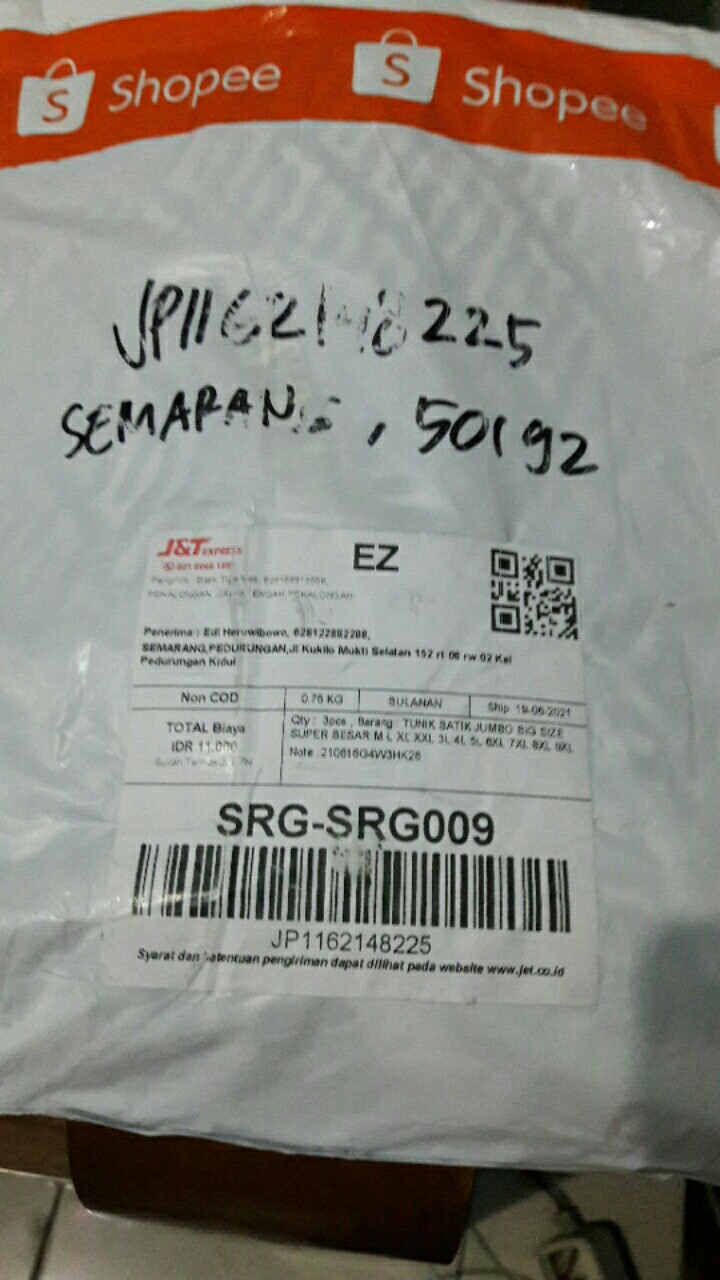 Shopee Shopee
JP1162148225
SEMARANG, 50192
J&T EXPRESS
EZ
Penerima : Edi Heruwibowo, 628122882208,
SEMARANG,PEDURUNGAN,Jl Kukilo Mukti Selatan 152 rt 06 rw 02 Kel
Pedurungan Kidul
Non COD 0.76 KG BULANAN Ship: 19-06-2021
TOTAL Biaya
IDR 11.000
Qty : 3pcs , Barang : TUNIK BATIK JUMBO BIG SIZE
SUPER BESAR M L XL XXL 3L 4L 5L 6XL 7XL 8XL 9XL
Note : 210616G4W3HK26
SRG-SRG009
JP1162148225
Syarat dan ketentuan pengiriman dapat dilihat pada website www.jet.co.id